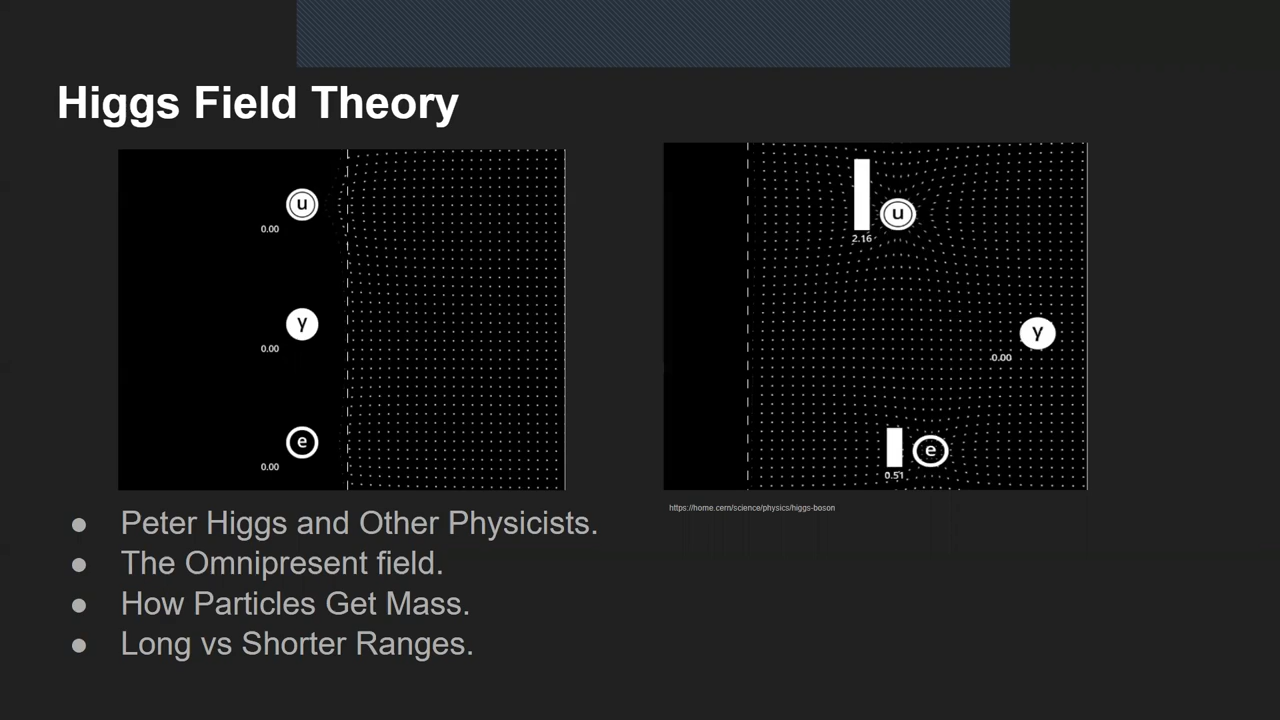 Higgs Field Theory
u
0.00
y
0.00
e
0.00
u
2.16
y
0.00
e
0.51
https://home.cern/science/physics/higgs-boson
● Peter Higgs and Other Physicists.
● The Omnipresent field.
● How Particles Get Mass.
● Long vs Shorter Ranges.